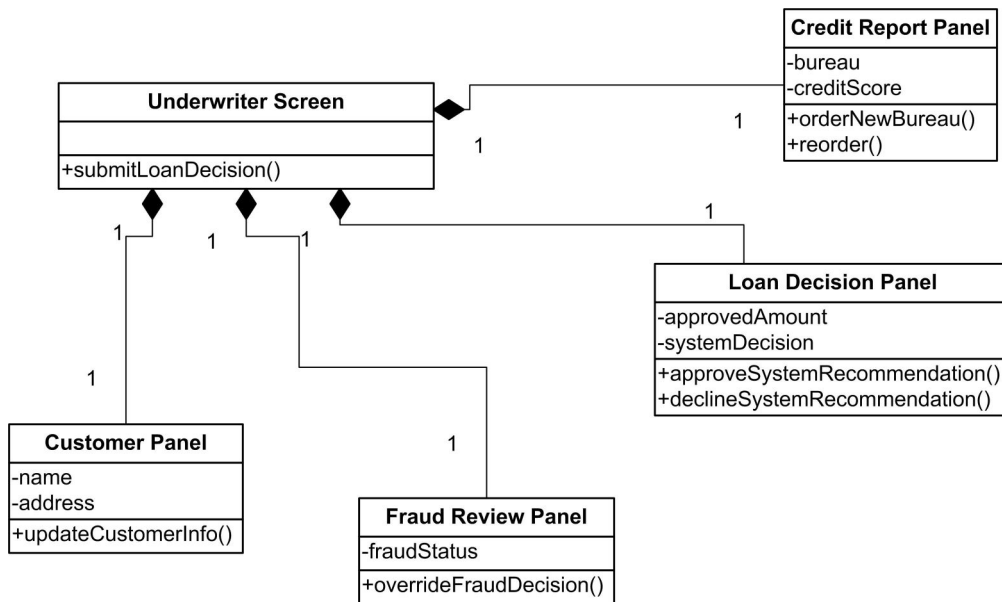 Credit Report Panel
-bureau
-creditScore
+orderNewBureau()
+reorder()
Underwriter Screen
+submitLoanDecision()
1
1
1
1
1
1
Loan Decision Panel
-approvedAmount
-systemDecision
+approveSystemRecommendation()
+declineSystemRecommendation()
1
Customer Panel
-name
-address
+updateCustomerInfo()
1
Fraud Review Panel
-fraudStatus
+overrideFraudDecision()